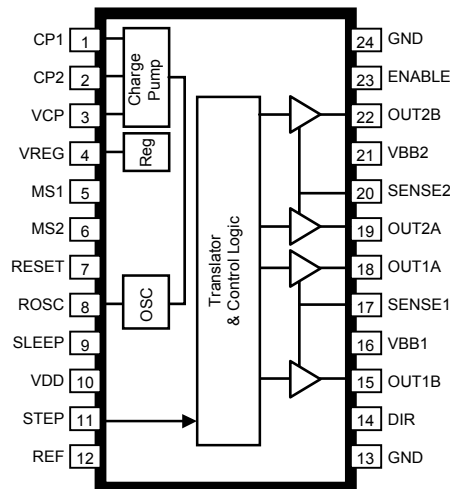 CP1 1
CP2 2
VCP 3
VREG 4
MS1 5
MS2 6
RESET 7
ROSC 8
SLEEP 9
VDD 10
STEP 11
REF 12
Charge
Pump
Reg
OSC
Translator
& Control Logic
24 GND
23 ENABLE
22 OUT2B
21 VBB2
20 SENSE2
19 OUT2A
18 OUT1A
17 SENSE1
16 VBB1
15 OUT1B
14 DIR
13 GND